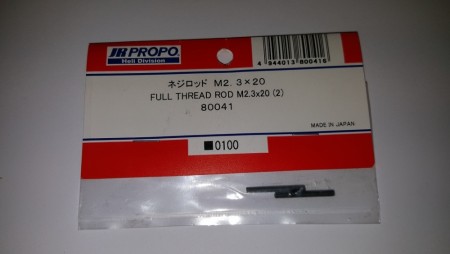 JR PROPO
Heli Division
4 944013 800416
ネジロッド M2.3×20
FULL THREAD ROD M2.3x20 (2)
80041
MADE IN JAPAN
■0100